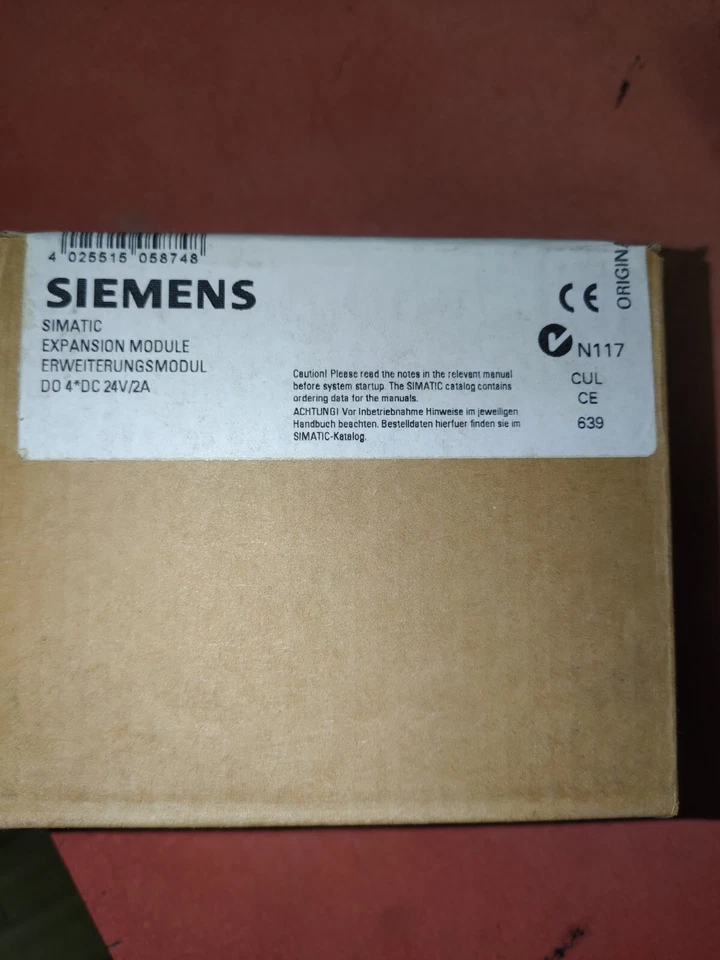 4 025515 058748
SIEMENS
SIMATIC
EXPANSION MODULE
ERWEITERUNGSMODUL
DO 4*DC 24V/2A
Caution! Please read the notes in the relevant manual
before system startup. The SIMATIC catalog contains
ordering data for the manuals.
ACHTUNG! Vor Inbetriebnahme Hinweise im jeweiligen
Handbuch beachten. Bestelldaten hierfuer finden sie im
SIMATIC-Katalog.
CE
N117
CUL
CE
639